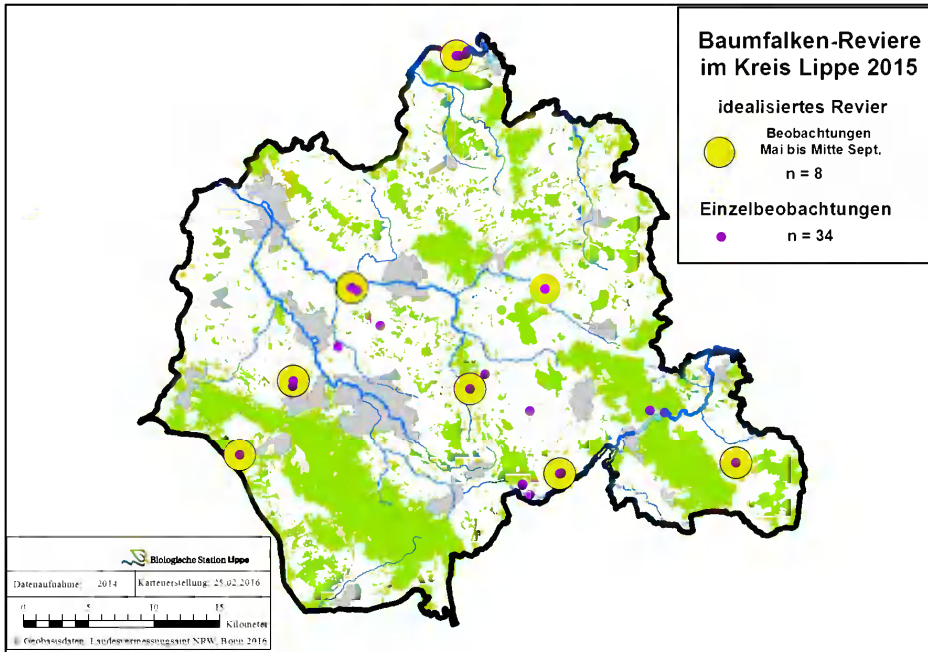 Baumfalken-Reviere
im Kreis Lippe 2015
idealisiertes Revier
Beobachtungen
Mai bis Mitte Sept.
n = 8
Einzelbeobachtungen
n = 34
Biologische Station Lippe
Datenaufnahme: 2014 Kartenerstellung: 25.02.2016
0 5 10 15
Kilometer
© Geobasisdaten, Landesvermessungsamt NRW, Bonn 2016